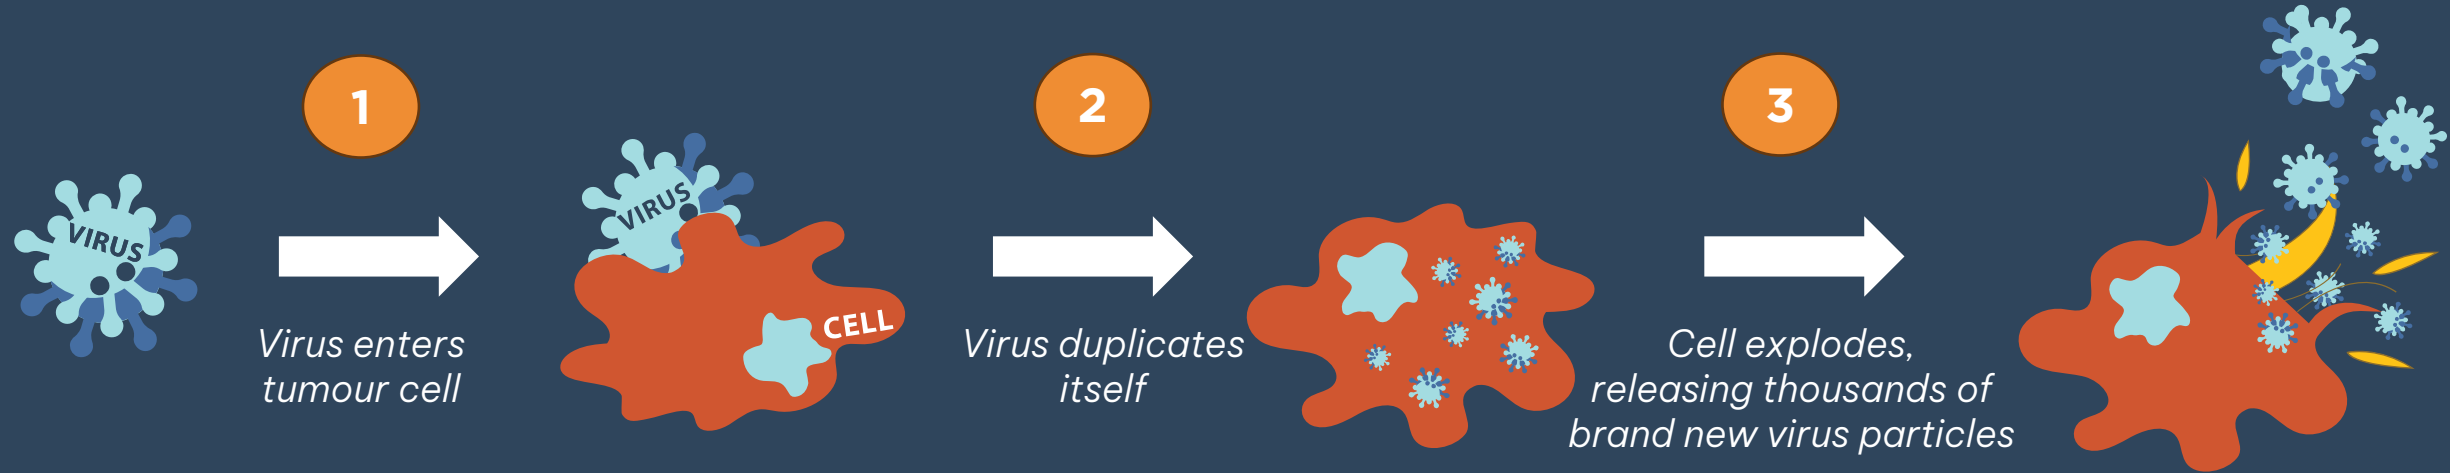 1
2
3
VIRUS
VIRUS
CELL
Virus enters
tumour cell
Virus duplicates
itself
Cell explodes,
releasing thousands of
brand new virus particles